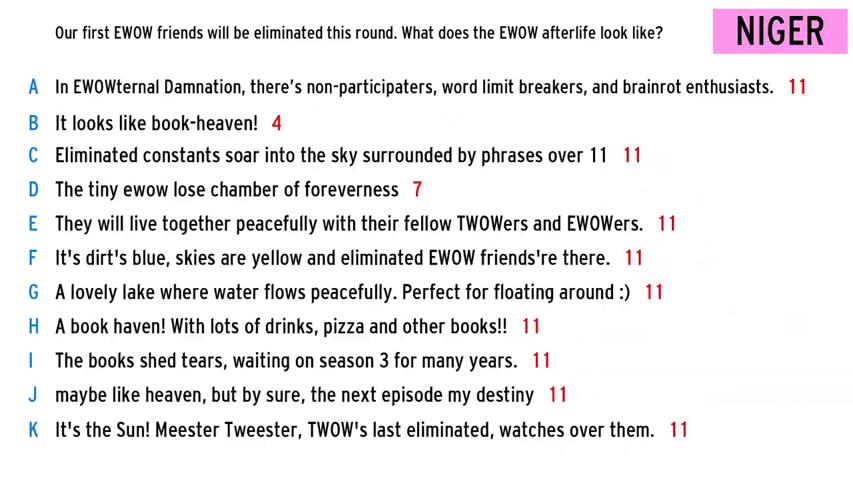 Our first EWOW friends will be eliminated this round. What does the EWOW afterlife look like?
NIGER
A In EWOWternal Damnation, there's non-participaters, word limit breakers, and brainrot enthusiasts. 11
B It looks like book-heaven! 4
C Eliminated constants soar into the sky surrounded by phrases over 11 11
D The tiny ewow lose chamber of foreverness 7
E They will live together peacefully with their fellow TWOWers and EWOWers. 11
F It's dirt's blue, skies are yellow and eliminated EWOW friends're there. 11
G A lovely lake where water flows peacefully. Perfect for floating around :) 11
H A book haven! With lots of drinks, pizza and other books!! 11
I The books shed tears, waiting on season 3 for many years. 11
J maybe like heaven, but by sure, the next episode my destiny 11
K It's the Sun! Meester Tweester, TWOW's last eliminated, watches over them. 11